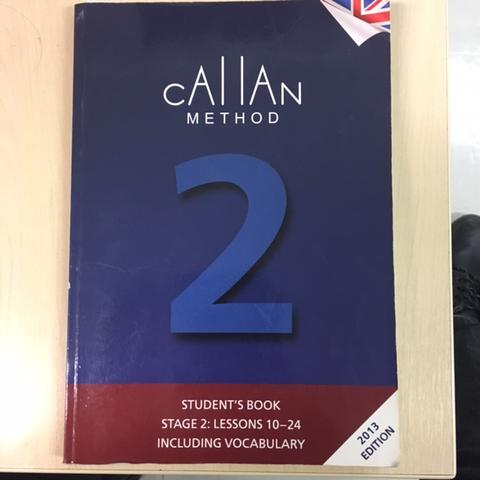 CALLAN
METHOD
2
STUDENT'S BOOK
STAGE 2: LESSONS 10–24
INCLUDING VOCABULARY
2013
EDITION